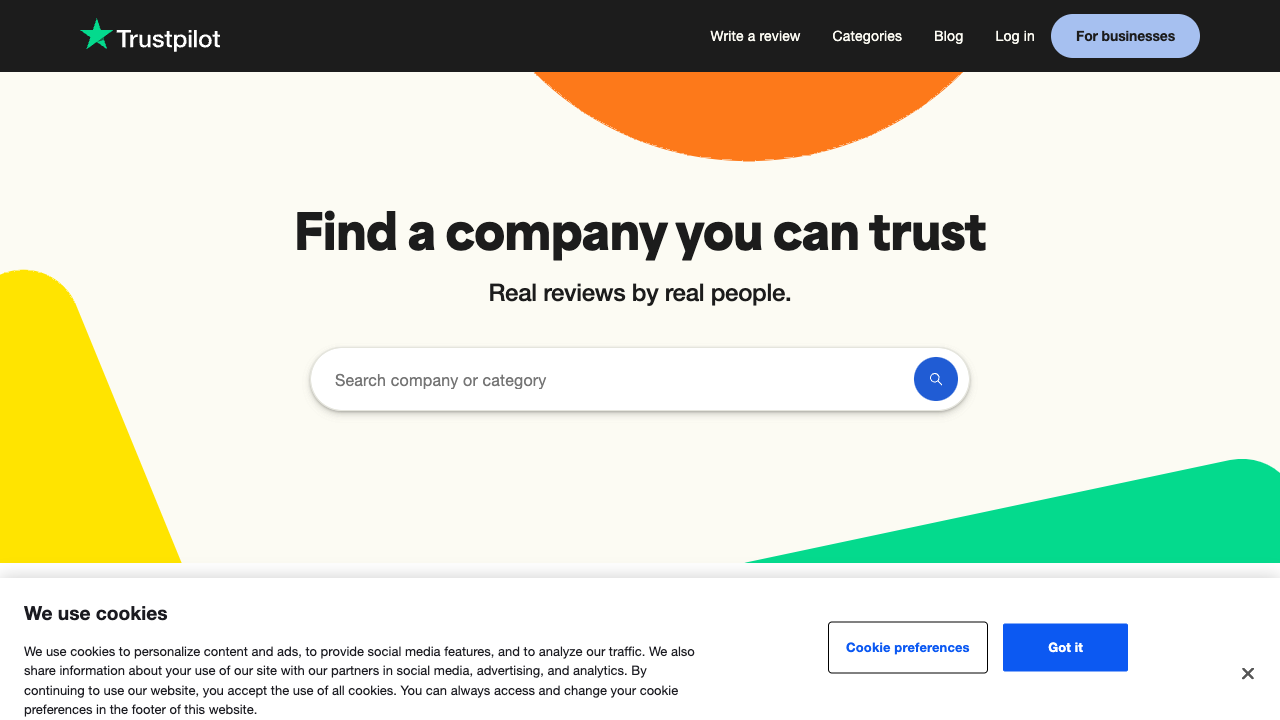 Trustpilot
Write a review
Categories
Blog
Log in
For businesses
Find a company you can trust
Real reviews by real people.
Search company or category
We use cookies
We use cookies to personalize content and ads, to provide social media features, and to analyze our traffic. We also
share information about your use of our site with our partners in social media, advertising, and analytics. By
continuing to use our website, you accept the use of all cookies. You can always access and change your cookie
preferences in the footer of this website.
Cookie preferences
Got it